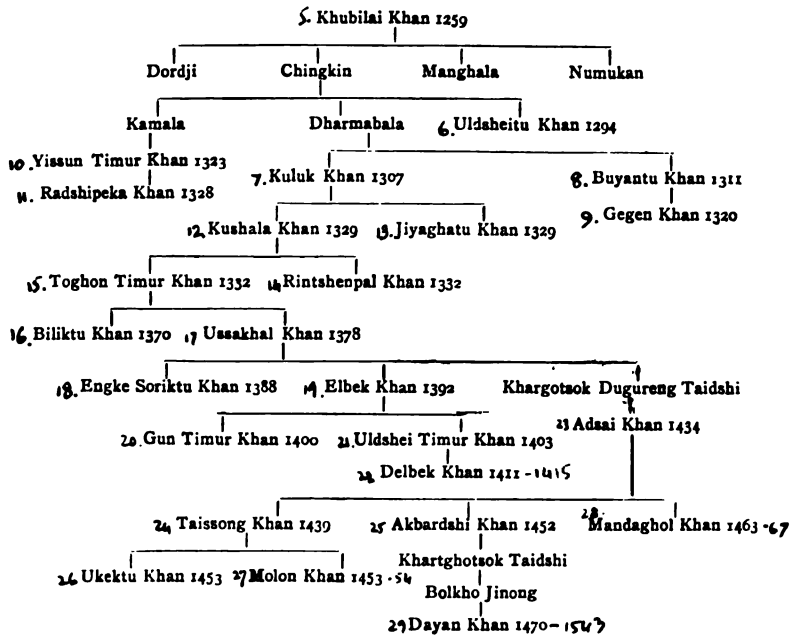 5. Khubilai Khan 1259
Dordji Chingkin Manghala Numukan
Kamala Dharmabala 6. Uldsheitu Khan 1294
10. Yissun Timur Khan 1323
7. Kuluk Khan 1307 8. Buyantu Khan 1311
11. Radshipeka Khan 1328
9. Gegen Khan 1320
12. Kushala Khan 1329 13. Jiyaghatu Khan 1329
15. Toghon Timur Khan 1332 14. Rintshenpal Khan 1332
16. Biliktu Khan 1370 17 Ussakhal Khan 1378
18. Engke Soriktu Khan 1388 19. Elbek Khan 1392 Khargotsok Dugureng Taidshi
20. Gun Timur Khan 1400 21. Uldshei Timur Khan 1403 23 Adsai Khan 1434
22 Delbek Khan 1411-1415
24 Taissong Khan 1439 25 Akbardshi Khan 1452 28. Mandaghol Khan 1463-67
Khartghotsok Taidshi
26 Ukektu Khan 1453 27 Molon Khan 1453-54
Bolkho Jinong
29 Dayan Khan 1470-1543